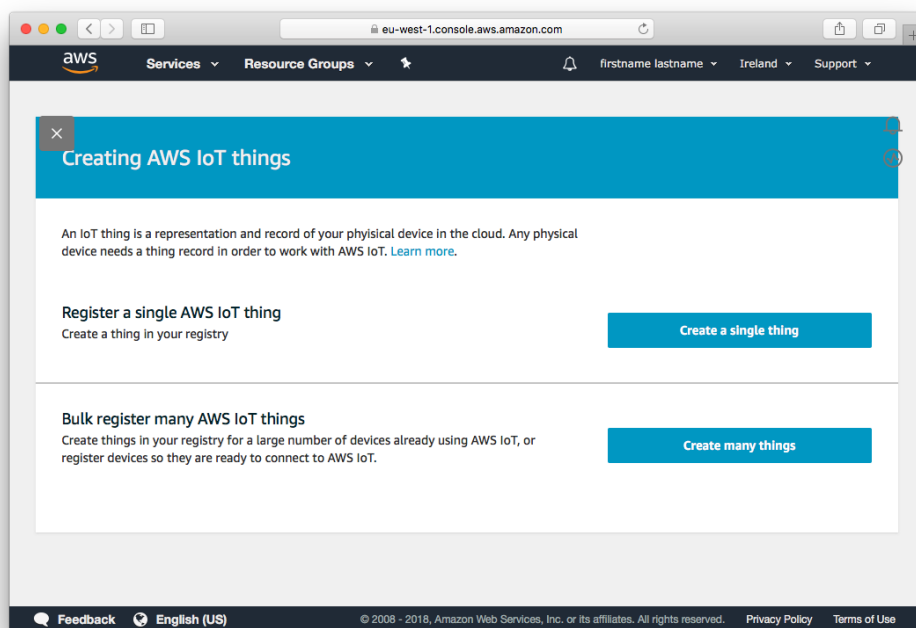 eu-west-1.console.aws.amazon.com
aws Services Resource Groups firstname lastname Ireland Support
Creating AWS IoT things
An IoT thing is a representation and record of your phyisical device in the cloud. Any physical
device needs a thing record in order to work with AWS IoT. Learn more.
Register a single AWS IoT thing
Create a thing in your registry
Create a single thing
Bulk register many AWS IoT things
Create things in your registry for a large number of devices already using AWS IoT, or
register devices so they are ready to connect to AWS IoT.
Create many things
Feedback English (US) © 2008 - 2018, Amazon Web Services, Inc. or its affiliates. All rights reserved. Privacy Policy Terms of Use